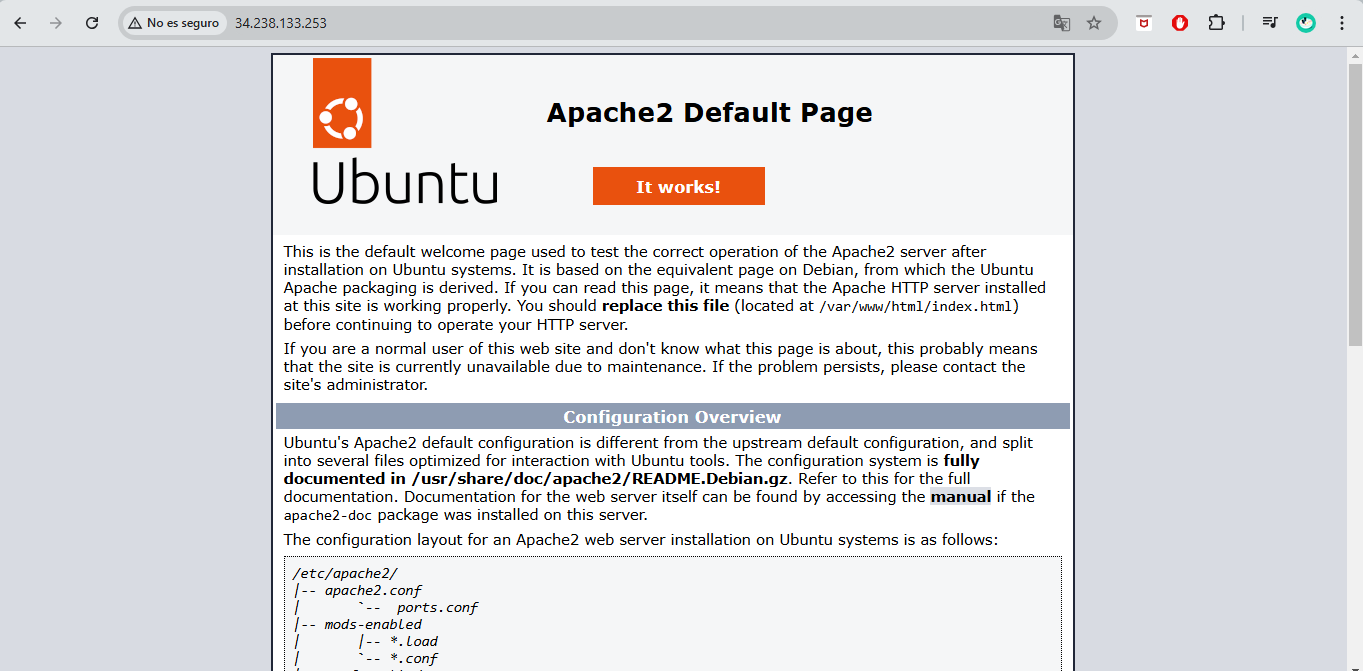 No es seguro 34.238.133.253
Apache2 Default Page
Ubuntu
It works!
This is the default welcome page used to test the correct operation of the Apache2 server after
installation on Ubuntu systems. It is based on the equivalent page on Debian, from which the Ubuntu
Apache packaging is derived. If you can read this page, it means that the Apache HTTP server installed
at this site is working properly. You should replace this file (located at /var/www/html/index.html)
before continuing to operate your HTTP server.
If you are a normal user of this web site and don't know what this page is about, this probably means
that the site is currently unavailable due to maintenance. If the problem persists, please contact the
site's administrator.
Configuration Overview
Ubuntu's Apache2 default configuration is different from the upstream default configuration, and split
into several files optimized for interaction with Ubuntu tools. The configuration system is fully
documented in /usr/share/doc/apache2/README.Debian.gz. Refer to this for the full
documentation. Documentation for the web server itself can be found by accessing the manual if the
apache2-doc package was installed on this server.
The configuration layout for an Apache2 web server installation on Ubuntu systems is as follows:
/etc/apache2/
|-- apache2.conf
|       `--  ports.conf
|-- mods-enabled
|       |-- *.load
|       `-- *.conf